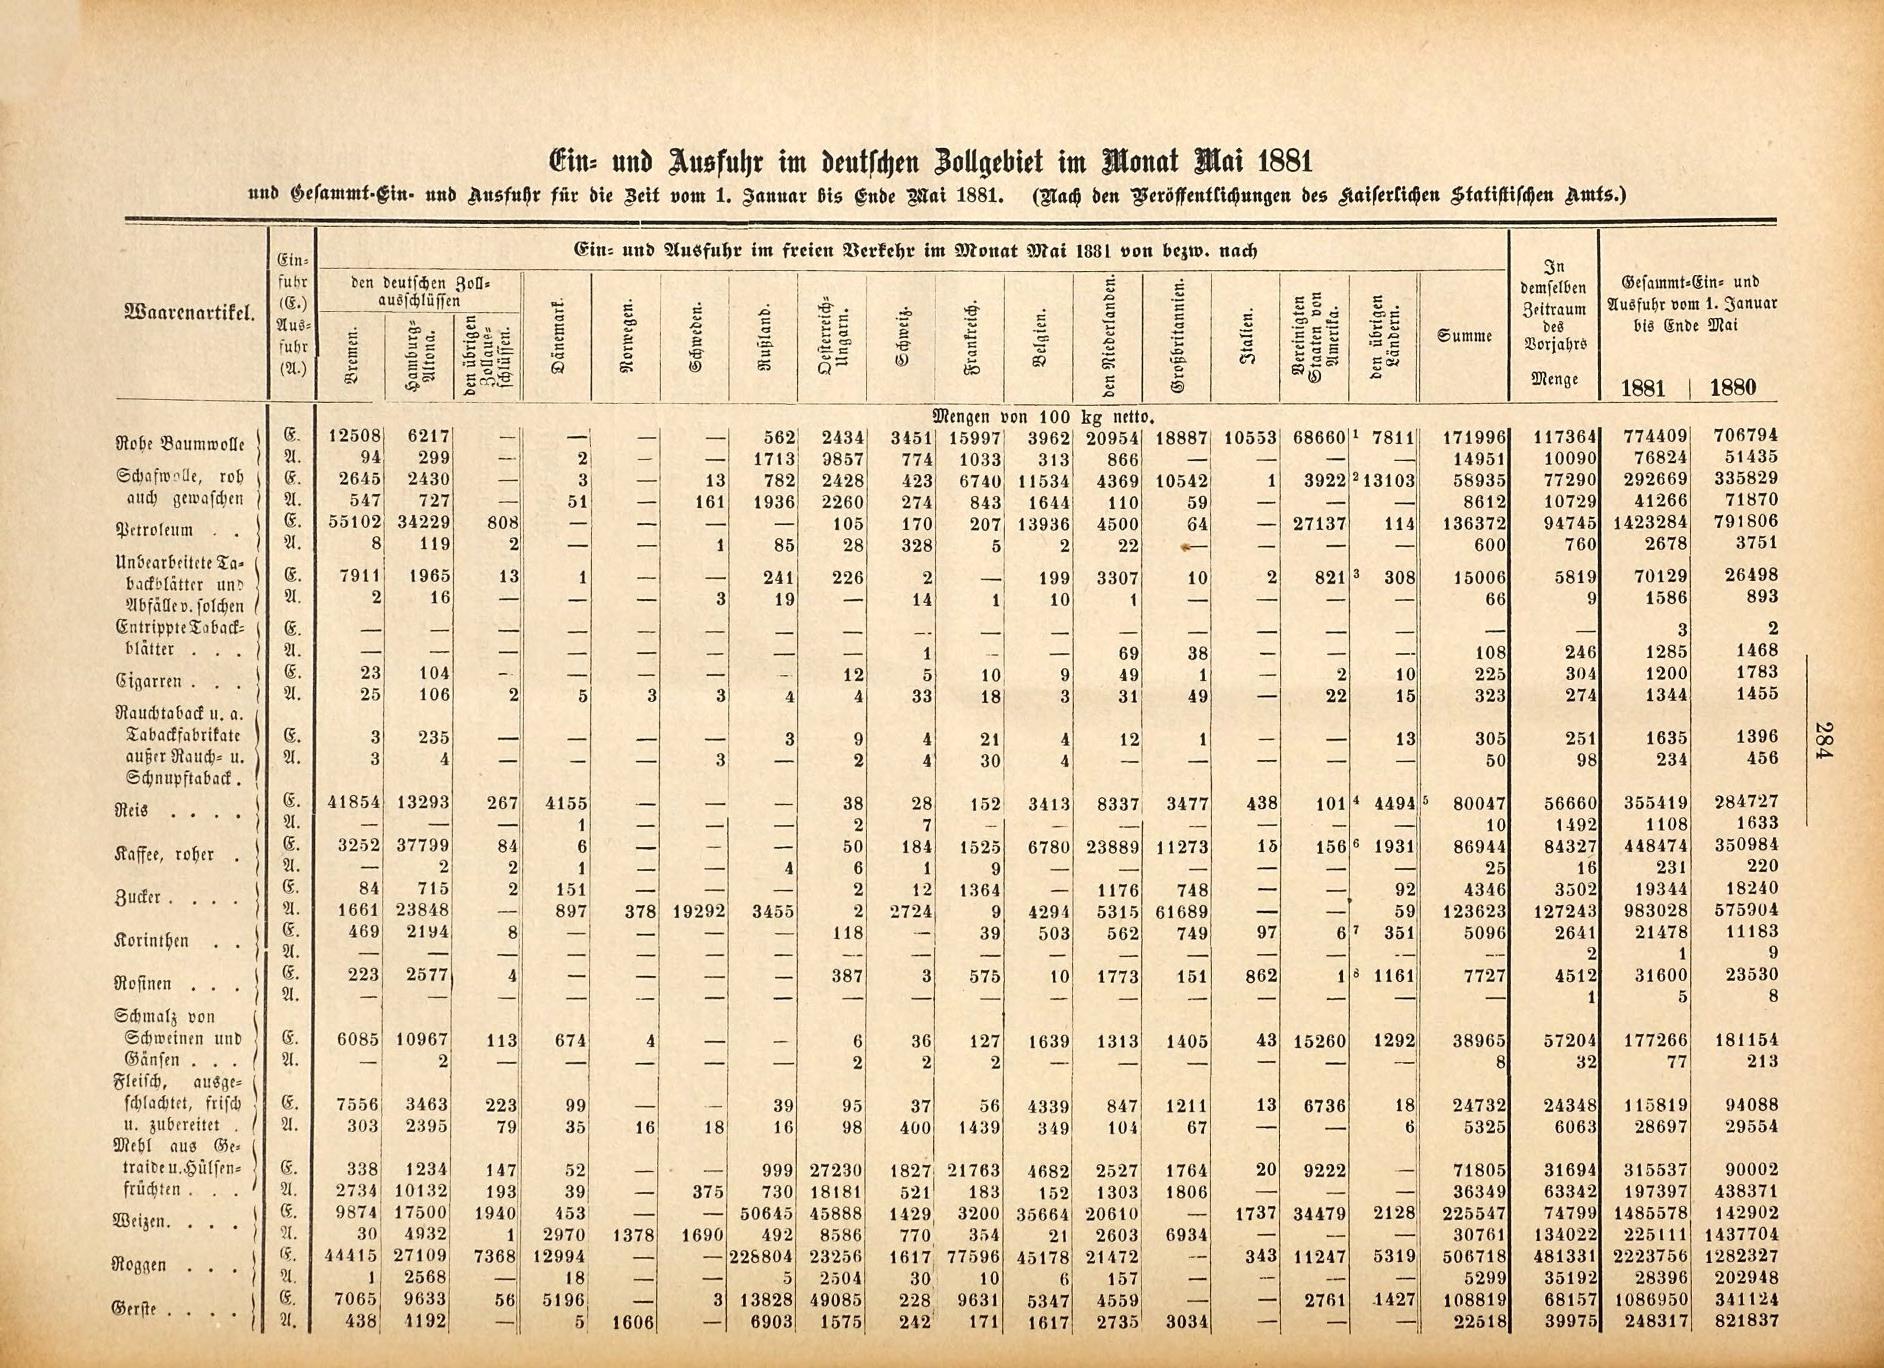 Ein- und Ausfuhr im deutschen Zollgebiet im Monat Mai 1881
und Gesammt-Ein- und Ausfuhr für die Zeit vom 1. Januar bis Ende Mai 1881. (Nach den Veröffentlichungen des Kaiserlichen Statistischen Amts.)
Waarenartikel. Ein-fuhr (E.) Aus-fuhr (A.) Ein- und Ausfuhr im freien Verkehr im Monat Mai 1881 von bezw. nach
den deutschen Zoll-ausschlüssen
Bremen. Hamburg-Altona. den übrigen Zollaus-schlüssen. Dänemark. Norwegen. Schweden. Rußland. Oesterreich-Ungarn. Schweiz. Frankreich. Belgien. den Niederlanden. Großbritannien. Italien. Vereinigten Staaten von Amerika. den übrigen Ländern. Summe In demselben Zeitraum des Vorjahrs Menge Gesammt-Ein- und Ausfuhr vom 1. Januar bis Ende Mai 1881 | 1880
Mengen von 100 kg netto.
Rohe Baumwolle E. 12508 6217 — — — — 562 2434 3451 15997 3962 20954 18887 10553 68660 ¹ 7811 171996 117364 774409 706794
A. 94 299 — 2 — — 1713 9857 774 1033 313 866 — — — — 14951 10090 76824 51435
Schafwolle, roh E. 2645 2430 — 3 — 13 782 2428 423 6740 11534 4369 10542 1 3922 ² 13103 58935 77290 292669 335829
auch gewaschen A. 547 727 — 51 — 161 1936 2260 274 843 1644 110 59 — — — 8612 10729 41266 71870
Petroleum . . E. 55102 34229 808 — — — — 105 170 207 13936 4500 64 — 27137 114 136372 94745 1423284 791806
A. 8 119 2 — — 1 85 28 328 5 2 22 — — — — 600 760 2678 3751
Unbearbeitete Ta-
backblätter und E. 7911 1965 13 1 — — 241 226 2 — 199 3307 10 2 821 ³ 308 15006 5819 70129 26498
Abfälle v. solchen A. 2 16 — — — 3 19 — 14 1 10 1 — — — — 66 9 1586 893
Entrippte Taback- E. — — — — — — — — — — — — — — — — — — 3 2
blätter . . . A. — — — — — — — — 1 — — 69 38 — — — 108 246 1285 1468
Cigarren . . . E. 23 104 — — — — — 12 5 10 9 49 1 — 2 10 225 304 1200 1783
A. 25 106 2 5 3 3 4 4 33 18 3 31 49 — 22 15 323 274 1344 1455
Rauchtaback u. a.
Tabackfabrikate E. 3 235 — — — — 3 9 4 21 4 12 1 — — 13 305 251 1635 1396
außer Rauch- u. A. 3 4 — — — 3 — 2 4 30 4 — — — — — 50 98 234 456
Schnupftaback .
Reis . . . . E. 41854 13293 267 4155 — — — 38 28 152 3413 8337 3477 438 101 ⁴ 4494 ⁵ 80047 56660 355419 284727
A. — — — 1 — — — 2 7 — — — — — — — 10 1492 1108 1633
Kaffee, roher . E. 3252 37799 84 6 — — — 50 184 1525 6780 23889 11273 15 156 ⁶ 1931 86944 84327 448474 350984
A. — 2 2 1 — — 4 6 1 9 — — — — — — 25 16 231 220
Zucker . . . . E. 84 715 2 151 — — — 2 12 1364 — 1176 748 — — 92 4346 3502 19344 18240
A. 1661 23848 — 897 378 19292 3455 2 2724 9 4294 5315 61689 — — 59 123623 127243 983028 575904
Korinthen . . E. 469 2194 8 — — — — 118 — 39 503 562 749 97 6 ⁷ 351 5096 2641 21478 11183
A. — — — — — — — — — — — — — — — — — 2 1 9
Rosinen . . . E. 223 2577 4 — — — — 387 3 575 10 1773 151 862 1 ⁸ 1161 7727 4512 31600 23530
A. — — — — — — — — — — — — — — — — — 1 5 8
Schmalz von
Schweinen und E. 6085 10967 113 674 4 — — 6 36 127 1639 1313 1405 43 15260 1292 38965 57204 177266 181154
Gänsen . . . A. — 2 — — — — — 2 2 2 — — — — — — 8 32 77 213
Fleisch, ausge-
schlachtet, frisch E. 7556 3463 223 99 — — 39 95 37 56 4339 847 1211 13 6736 18 24732 24348 115819 94088
u. zubereitet . A. 303 2395 79 35 16 18 16 98 400 1439 349 104 67 — — 6 5325 6063 28697 29554
Mehl aus Ge-
traide u. Hülsen- E. 338 1234 147 52 — — 999 27230 1827 21763 4682 2527 1764 20 9222 — 71805 31694 315537 90002
früchten . . . A. 2734 10132 193 39 — 375 730 18181 521 183 152 1303 1806 — — — 36349 63342 197397 438371
Weizen. . . . E. 9874 17500 1940 453 — — 50645 45888 1429 3200 35664 20610 — 1737 34479 2128 225547 74799 1485578 142902
A. 30 4932 1 2970 1378 1690 492 8586 770 354 21 2603 6934 — — — 30761 134022 225111 1437704
Roggen . . . E. 44415 27109 7368 12994 — — 228804 23256 1617 77596 45178 21472 — 343 11247 5319 506718 481331 2223756 1282327
A. 1 2568 — 18 — — 5 2504 30 10 6 157 — — — — 5299 35192 28396 202948
Gerste . . . . E. 7065 9633 56 5196 — 3 13828 49085 228 9631 5347 4559 — — 2761 1427 108819 68157 1086950 341124
A. 438 4192 — 5 1606 — 6903 1575 242 171 1617 2735 3034 — — — 22518 39975 248317 821837
284